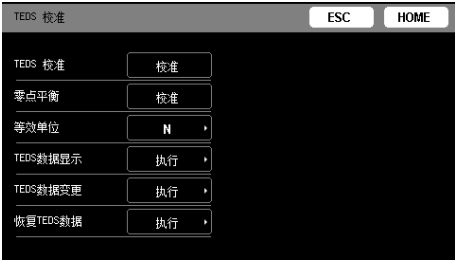 TEDS 校准 ESC HOME
TEDS 校准 校准
零点平衡 校准
等效单位 N
TEDS数据显示 执行
TEDS数据变更 执行
恢复TEDS数据 执行